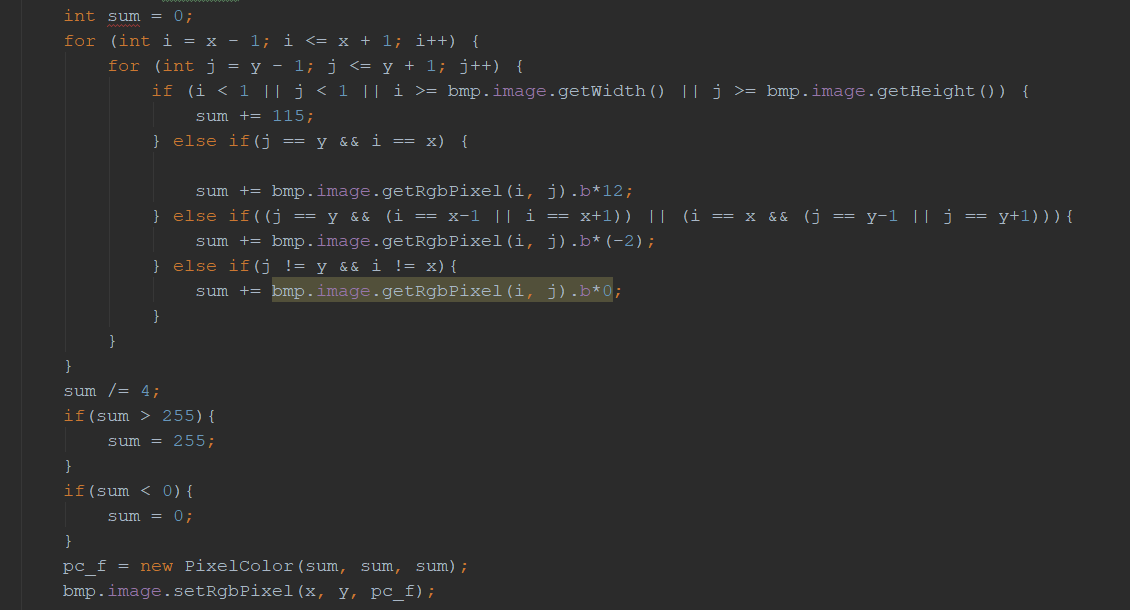 int sum = 0;
for (int i = x - 1; i <= x + 1; i++) {
for (int j = y - 1; j <= y + 1; j++) {
if (i < 1 || j < 1 || i >= bmp.image.getWidth() || j >= bmp.image.getHeight()) {
sum += 115;
} else if(j == y && i == x) {
sum += bmp.image.getRgbPixel(i, j).b*12;
} else if((j == y && (i == x-1 || i == x+1)) || (i == x && (j == y-1 || j == y+1))){
sum += bmp.image.getRgbPixel(i, j).b*(-2);
} else if(j != y && i != x){
sum += bmp.image.getRgbPixel(i, j).b*0;
}
}
}
sum /= 4;
if(sum > 255){
sum = 255;
}
if(sum < 0){
sum = 0;
}
pc_f = new PixelColor(sum, sum, sum);
bmp.image.setRgbPixel(x, y, pc_f);